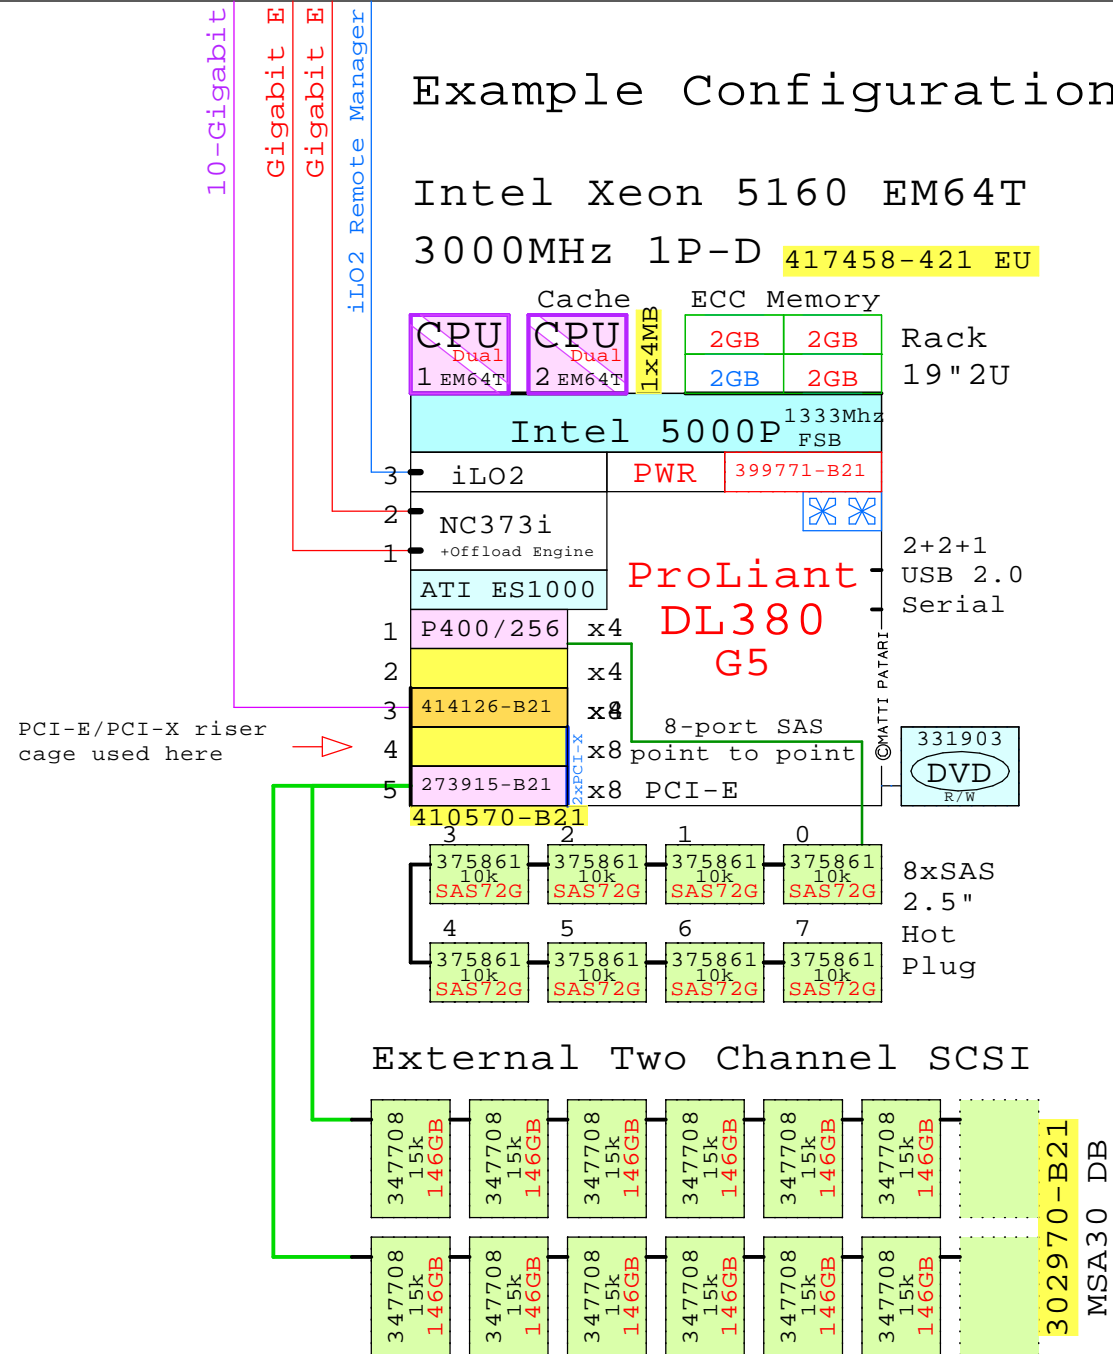 10-Gigabit
Gigabit E
Gigabit E
iLO2 Remote Manager
Example Configuration
Intel Xeon 5160 EM64T
3000MHz 1P-D 417458-421 EU
Cache ECC Memory
CPU Dual 1 EM64T
CPU Dual 2 EM64T
1x4MB
2GB 2GB
2GB 2GB
Rack
19"2U
Intel 5000P 1333Mhz FSB
3 iLO2 PWR 399771-B21
2 NC373i
1 +Offload Engine
ATI ES1000
ProLiant
DL380
G5
2+2+1
USB 2.0
Serial
©MATTI PATARI
1 P400/256 x4
2 x4
3 414126-B21
4 x8
5 273915-B21 x8 PCI-E
2xPCI-X
8-port SAS
point to point
PCI-E/PCI-X riser
cage used here
331903
DVD
R/W
410570-B21
3 2 1 0
375861 375861 375861 375861
10k 10k 10k 10k
SAS72G SAS72G SAS72G SAS72G
4 5 6 7
375861 375861 375861 375861
10k 10k 10k 10k
SAS72G SAS72G SAS72G SAS72G
8xSAS
2.5"
Hot
Plug
External Two Channel SCSI
347708 15k 146GB
347708 15k 146GB
347708 15k 146GB
347708 15k 146GB
347708 15k 146GB
347708 15k 146GB
347708 15k 146GB
347708 15k 146GB
347708 15k 146GB
347708 15k 146GB
347708 15k 146GB
347708 15k 146GB
302970-B21
MSA30 DB